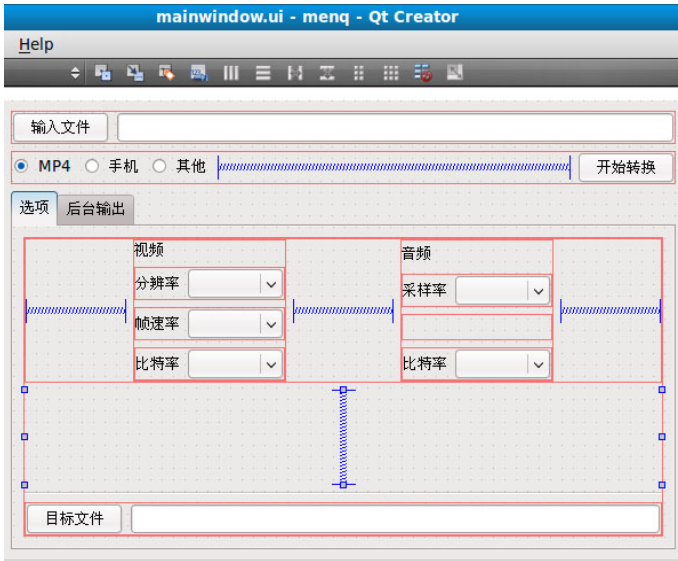 mainwindow.ui - menq - Qt Creator
Help
输入文件
MP4 手机 其他 开始转换
选项 后台输出
视频 音频
分辨率 采样率
帧速率
比特率 比特率
目标文件